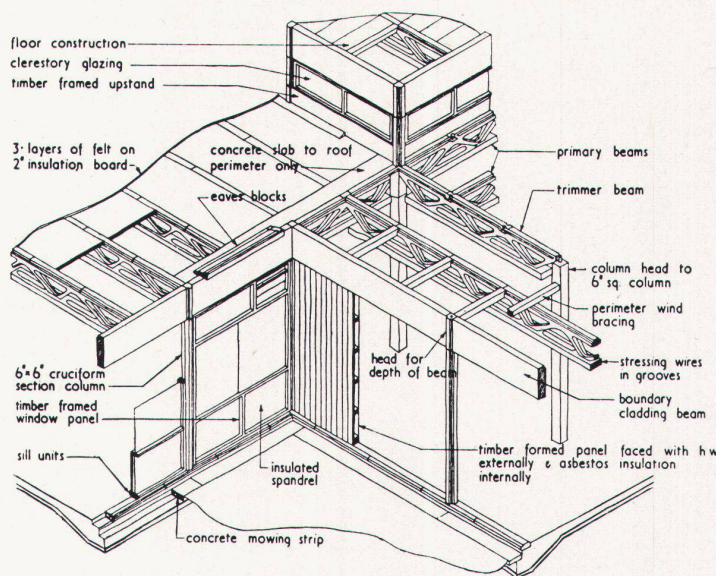 floor construction
clerestory glazing
timber framed upstand
3 layers of felt on
2" insulation board
concrete slab to roof
perimeter only
eaves blocks
primary beams
trimmer beam
column head to
6" sq. column
perimeter wind
bracing
stressing wires
in grooves
head for
depth of beam
boundary
cladding beam
6" × 6" cruciform
section column
timber framed
window panel
sill units
insulated
spandrel
timber formed panel faced with h w
externally & asbestos insulation
internally
concrete mowing strip